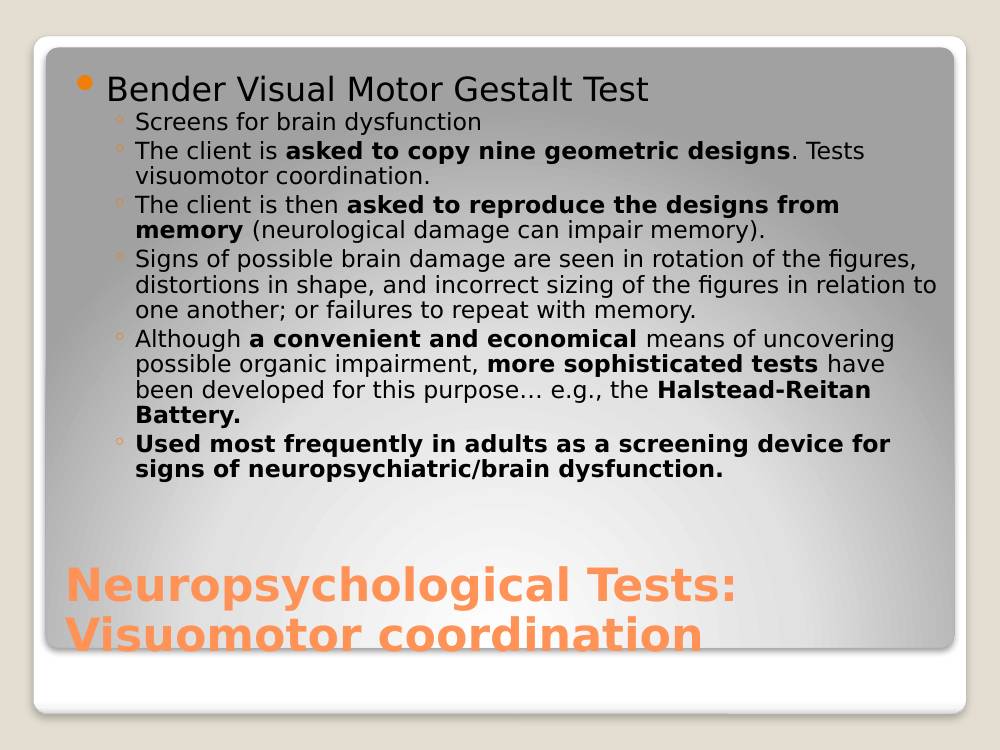 Bender Visual Motor Gestalt Test
Screens for brain dysfunction
The client is asked to copy nine geometric designs. Tests
visuomotor coordination.
The client is then asked to reproduce the designs from
memory (neurological damage can impair memory).
Signs of possible brain damage are seen in rotation of the figures,
distortions in shape, and incorrect sizing of the figures in relation to
one another; or failures to repeat with memory.
Although a convenient and economical means of uncovering
possible organic impairment, more sophisticated tests have
been developed for this purpose… e.g., the Halstead-Reitan
Battery.
Used most frequently in adults as a screening device for
signs of neuropsychiatric/brain dysfunction.
Neuropsychological Tests:
Visuomotor coordination